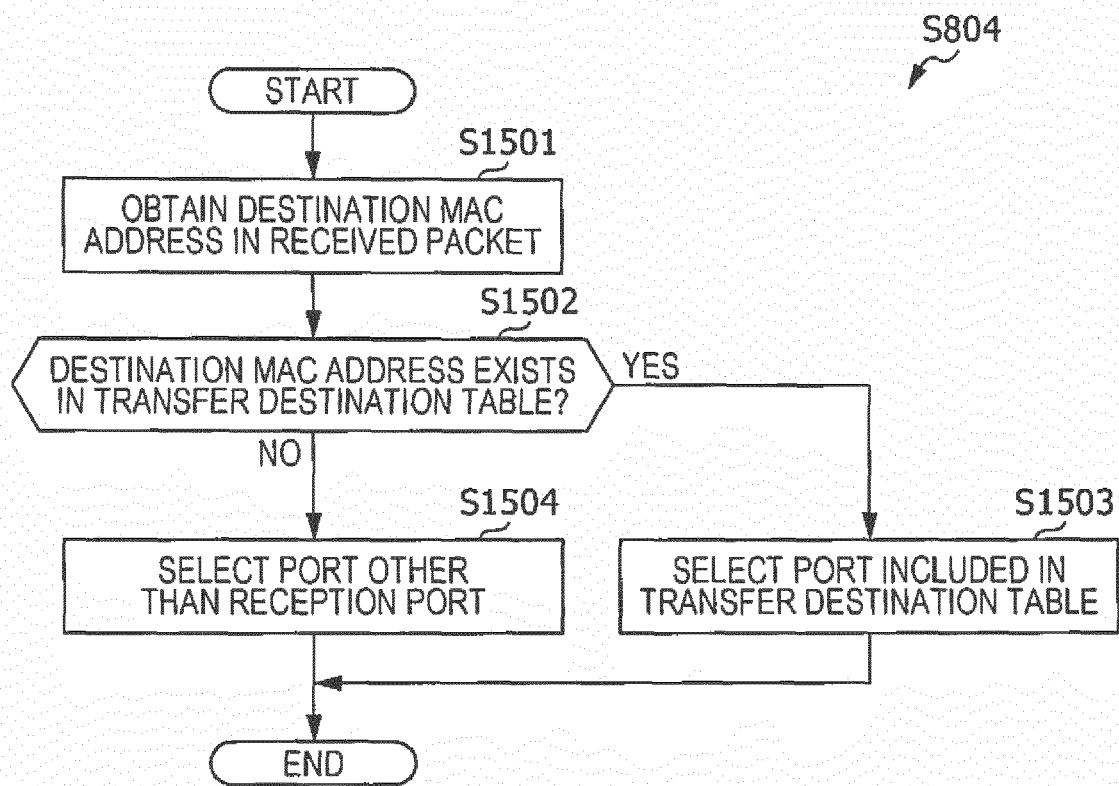 S804
START
S1501
OBTAIN DESTINATION MAC
ADDRESS IN RECEIVED PACKET
S1502
DESTINATION MAC ADDRESS EXISTS
IN TRANSFER DESTINATION TABLE?
YES
NO
S1504
SELECT PORT OTHER
THAN RECEPTION PORT
S1503
SELECT PORT INCLUDED IN
TRANSFER DESTINATION TABLE
END